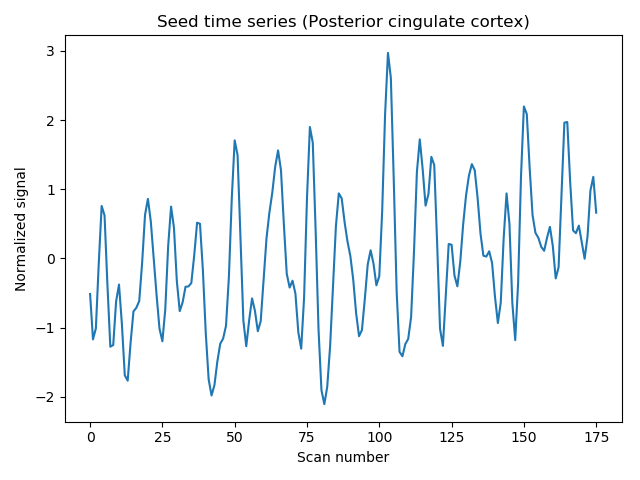 Seed time series (Posterior cingulate cortex)
Normalized signal
3
2
1
0
−1
−2
0 25 50 75 100 125 150 175
Scan number